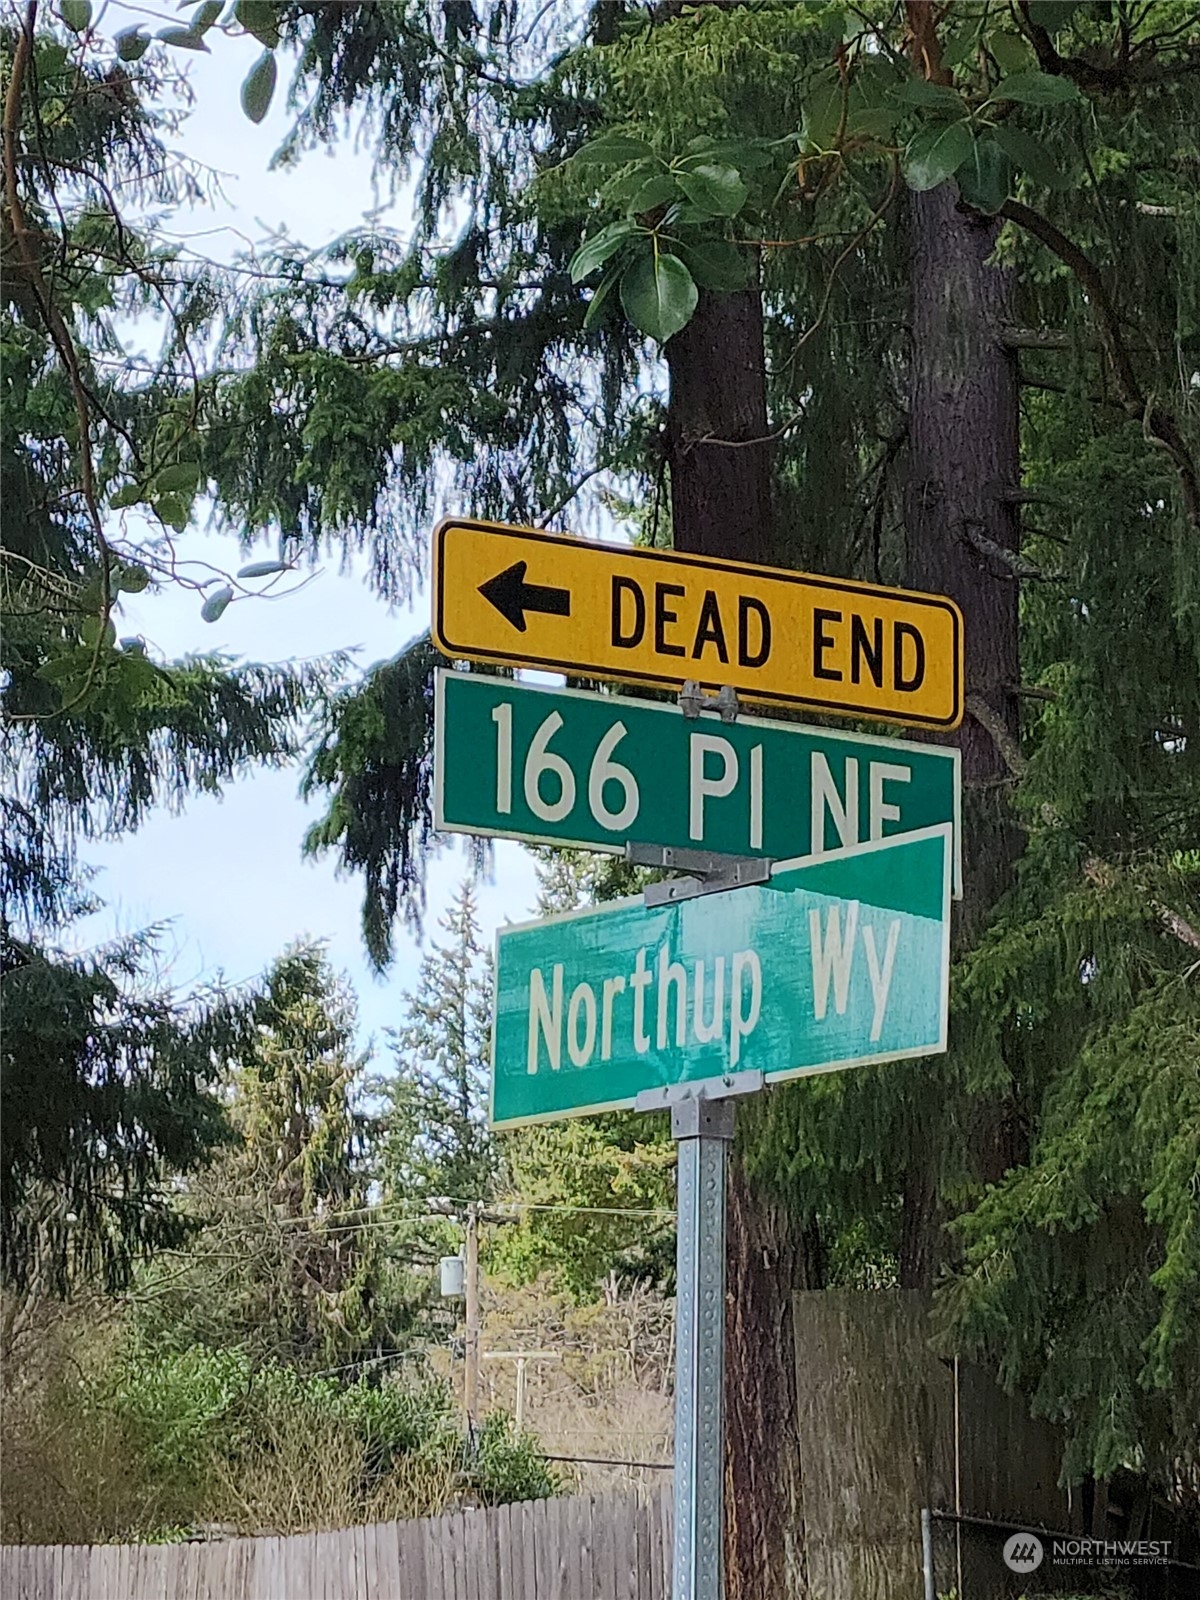 ← DEAD END
166 Pl NE
Northup Wy
NORTHWEST
MULTIPLE LISTING SERVICE